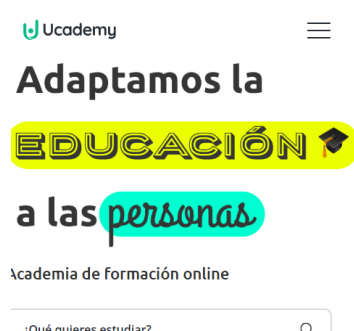 Ucademy
Adaptamos la
EDUCACIÓN
a las personas
Academia de formación online
¿Qué quieres estudiar?